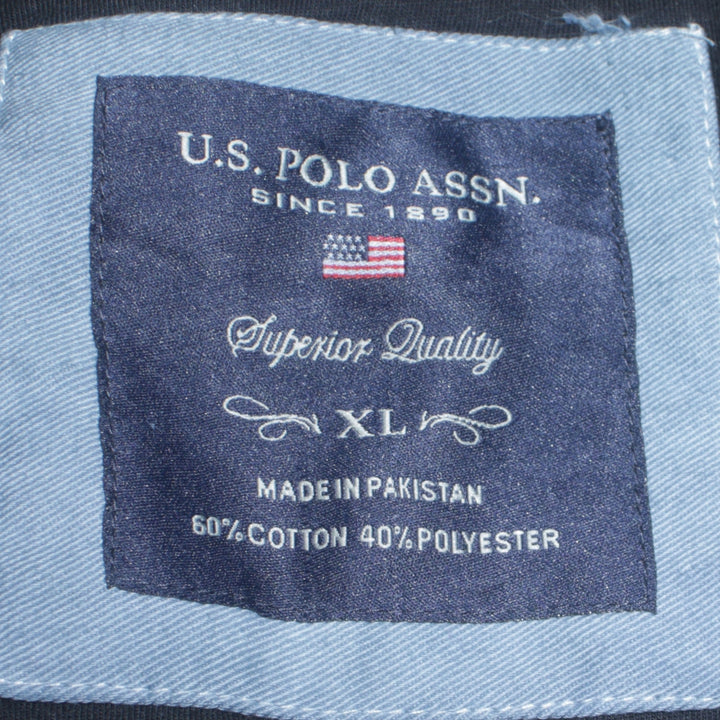 U.S. POLO ASSN.
SINCE 1890
Superior Quality
XL
MADE IN PAKISTAN
60% COTTON 40% POLYESTER